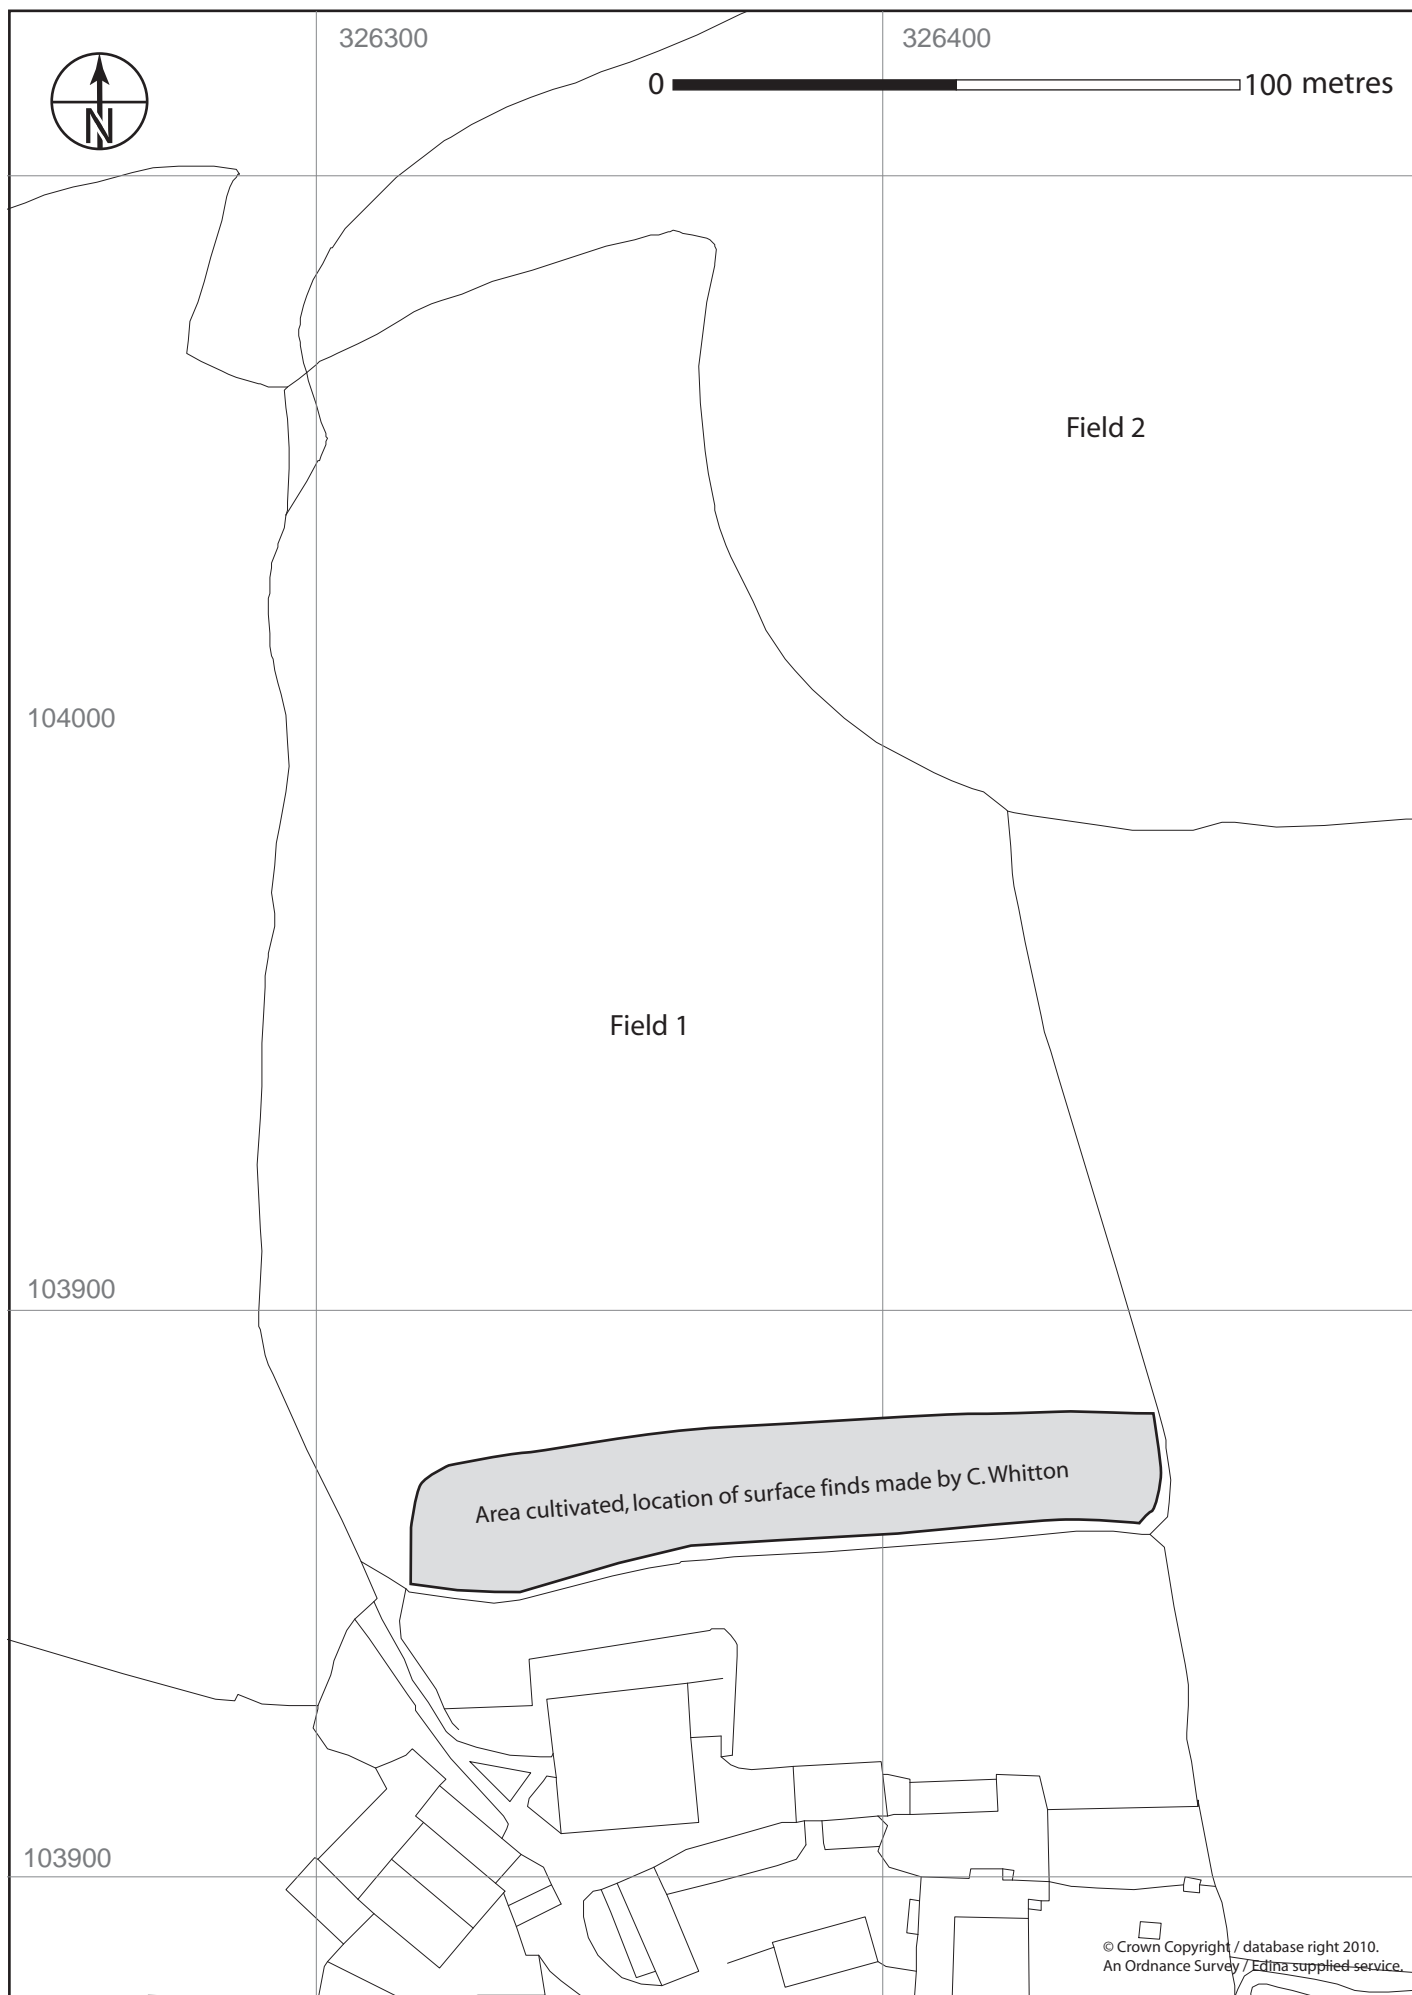 326300
326400
0
100 metres
N
Field 2
104000
Field 1
103900
Area cultivated, location of surface finds made by C. Whitton
103900
© Crown Copyright / database right 2010.
An Ordnance Survey / Edina supplied service.